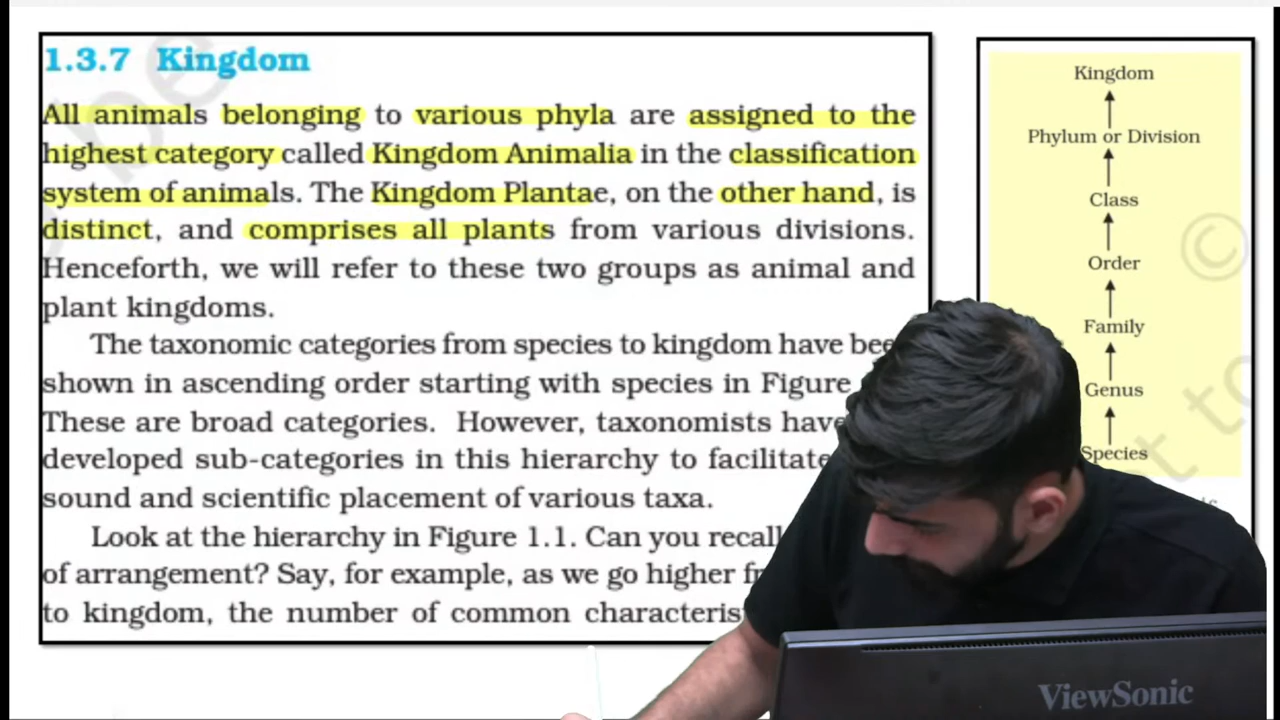 1.3.7 Kingdom
All animals belonging to various phyla are assigned to the
highest category called Kingdom Animalia in the classification
system of animals. The Kingdom Plantae, on the other hand, is
distinct, and comprises all plants from various divisions.
Henceforth, we will refer to these two groups as animal and
plant kingdoms.
The taxonomic categories from species to kingdom have
shown in ascending order starting with species in Figure
These are broad categories. However, taxonomists have
developed sub-categories in this hierarchy to facilitate
sound and scientific placement of various taxa.
Look at the hierarchy in Figure 1.1. Can you recall
of arrangement? Say, for example, as we go higher
to kingdom, the number of common
Kingdom
Phylum or Division
Class
Order
Family
Genus
Species
©
ViewSonic